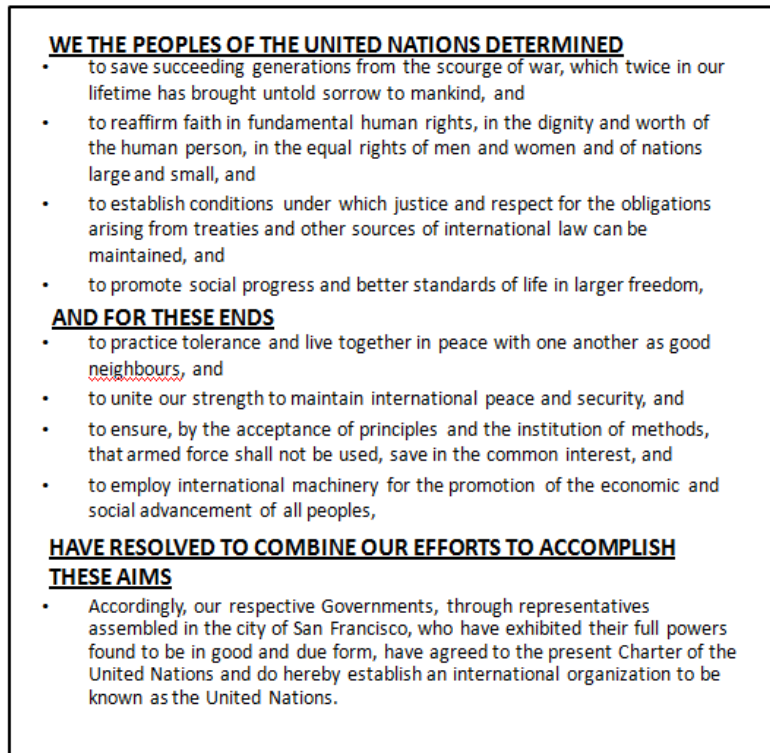 WE THE PEOPLES OF THE UNITED NATIONS DETERMINED
• to save succeeding generations from the scourge of war, which twice in our
lifetime has brought untold sorrow to mankind, and
• to reaffirm faith in fundamental human rights, in the dignity and worth of
the human person, in the equal rights of men and women and of nations
large and small, and
• to establish conditions under which justice and respect for the obligations
arising from treaties and other sources of international law can be
maintained, and
• to promote social progress and better standards of life in larger freedom,
AND FOR THESE ENDS
• to practice tolerance and live together in peace with one another as good
neighbours, and
• to unite our strength to maintain international peace and security, and
• to ensure, by the acceptance of principles and the institution of methods,
that armed force shall not be used, save in the common interest, and
• to employ international machinery for the promotion of the economic and
social advancement of all peoples,
HAVE RESOLVED TO COMBINE OUR EFFORTS TO ACCOMPLISH
THESE AIMS
• Accordingly, our respective Governments, through representatives
assembled in the city of San Francisco, who have exhibited their full powers
found to be in good and due form, have agreed to the present Charter of the
United Nations and do hereby establish an international organization to be
known as the United Nations.